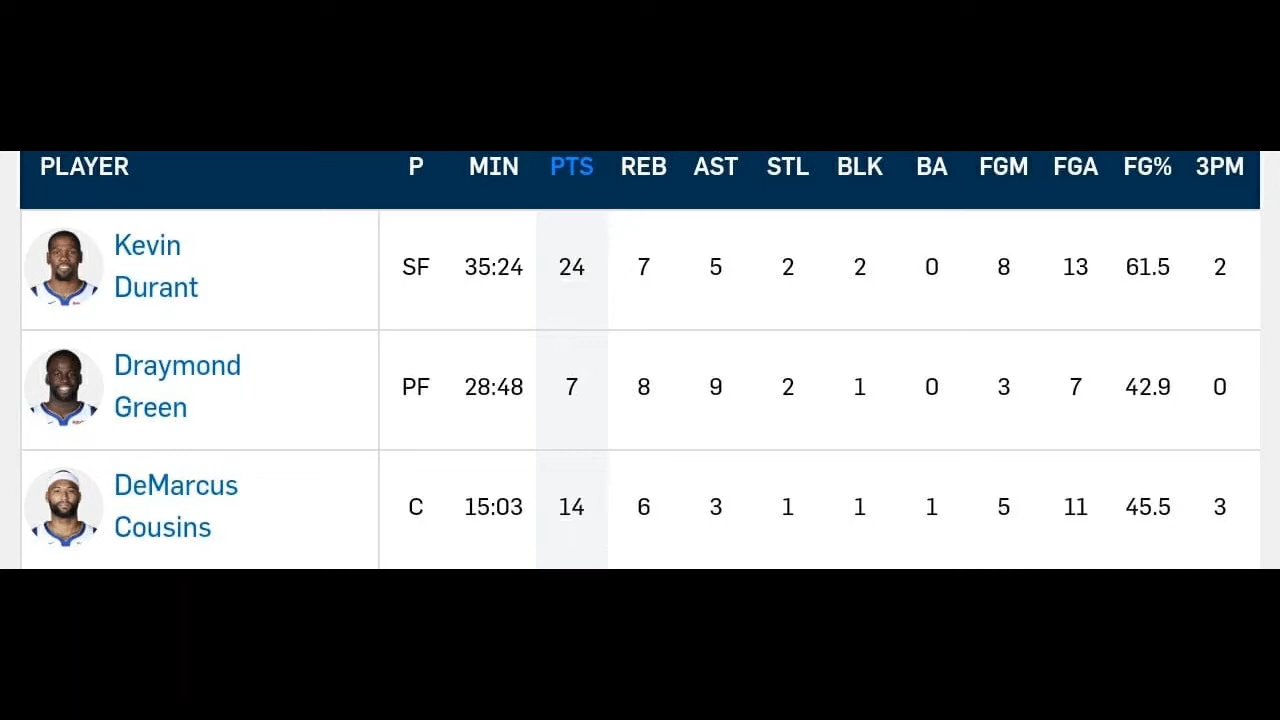 PLAYER P MIN PTS REB AST STL BLK BA FGM FGA FG% 3PM
Kevin
Durant
SF 35:24 24 7 5 2 2 0 8 13 61.5 2
Draymond
Green
PF 28:48 7 8 9 2 1 0 3 7 42.9 0
DeMarcus
Cousins
C 15:03 14 6 3 1 1 1 5 11 45.5 3